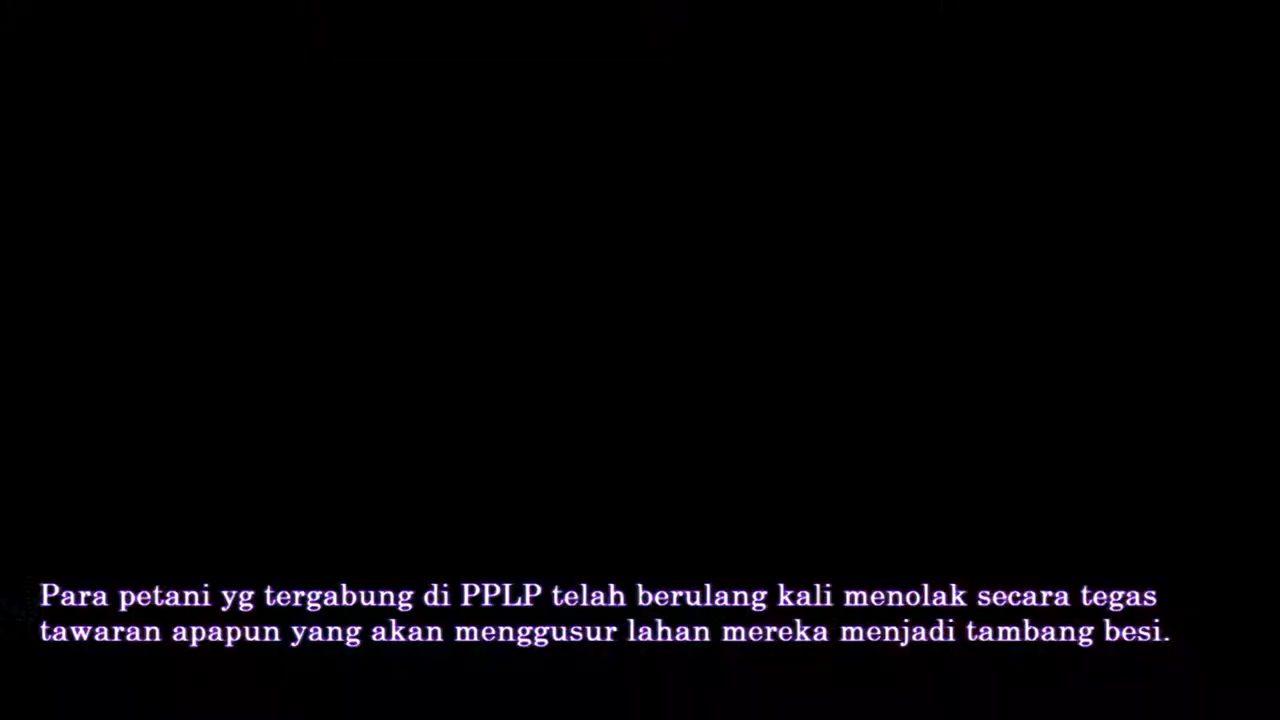 Para petani yg tergabung di PPLP telah berulang kali menolak secara tegas
tawaran apapun yang akan menggusur lahan mereka menjadi tambang besi.